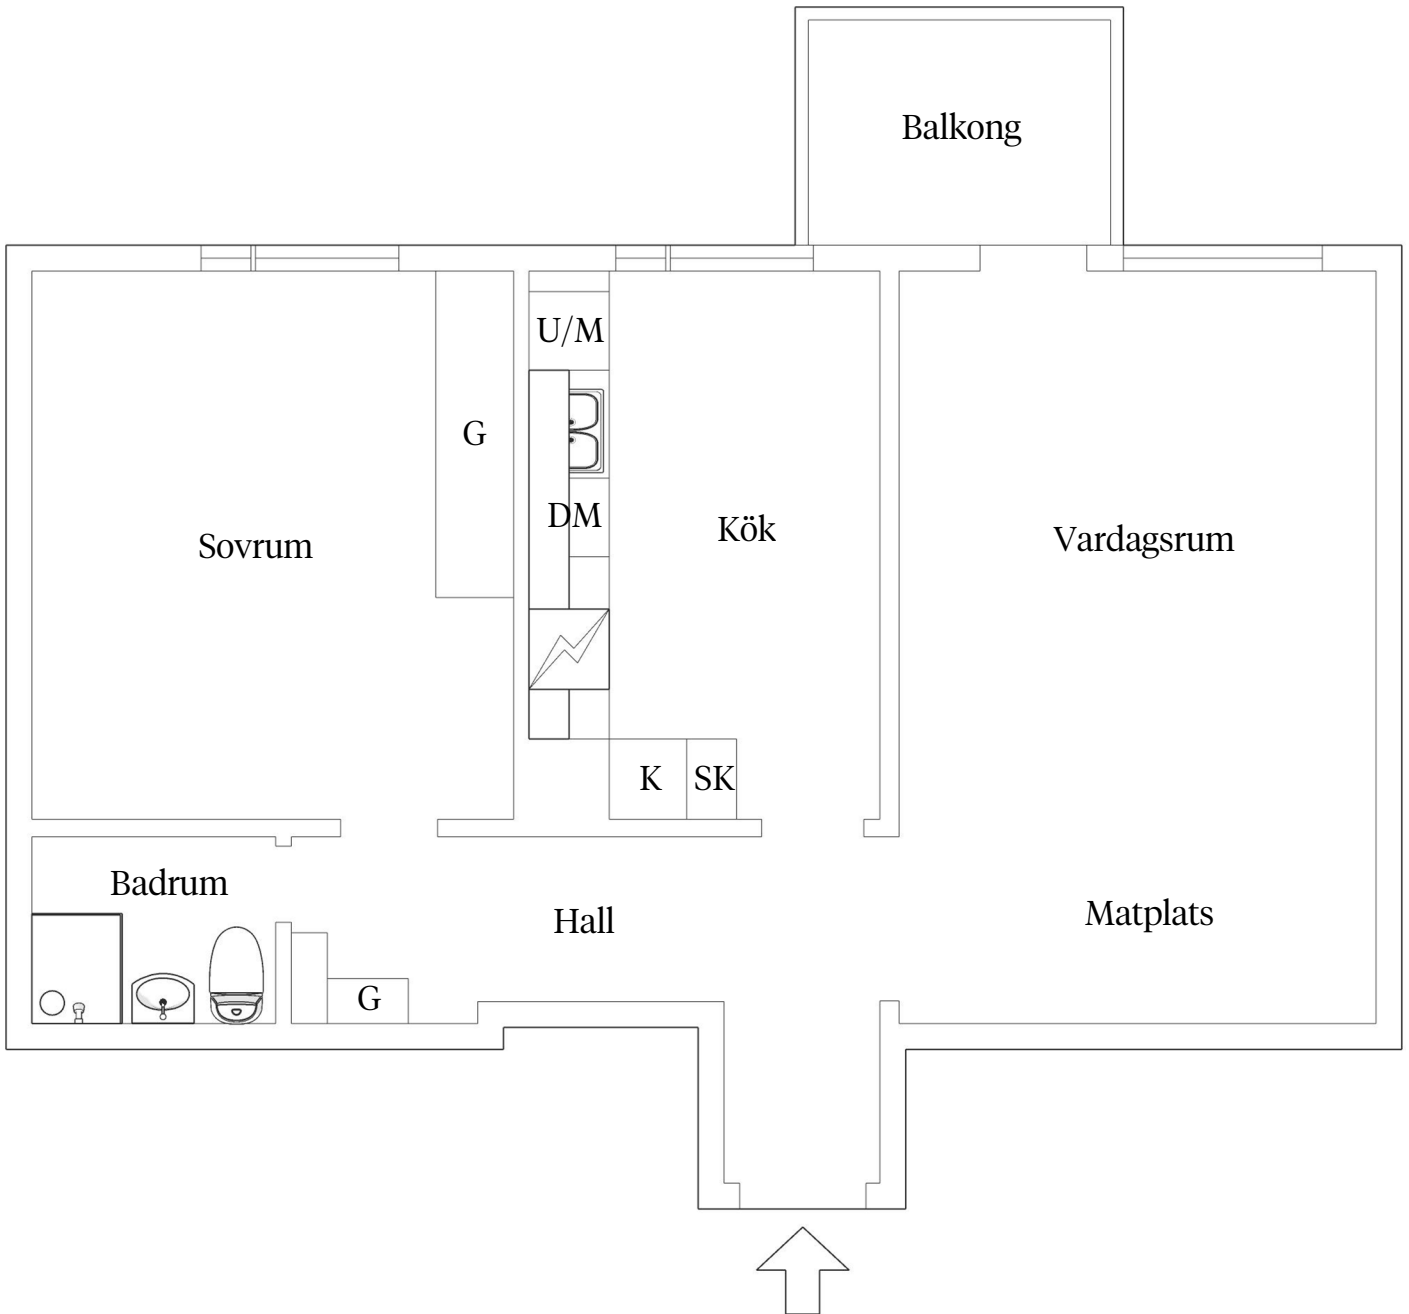 Balkong
U/M
G
DM
Sovrum
Kök
Vardagsrum
K
SK
Badrum
Hall
Matplats
G